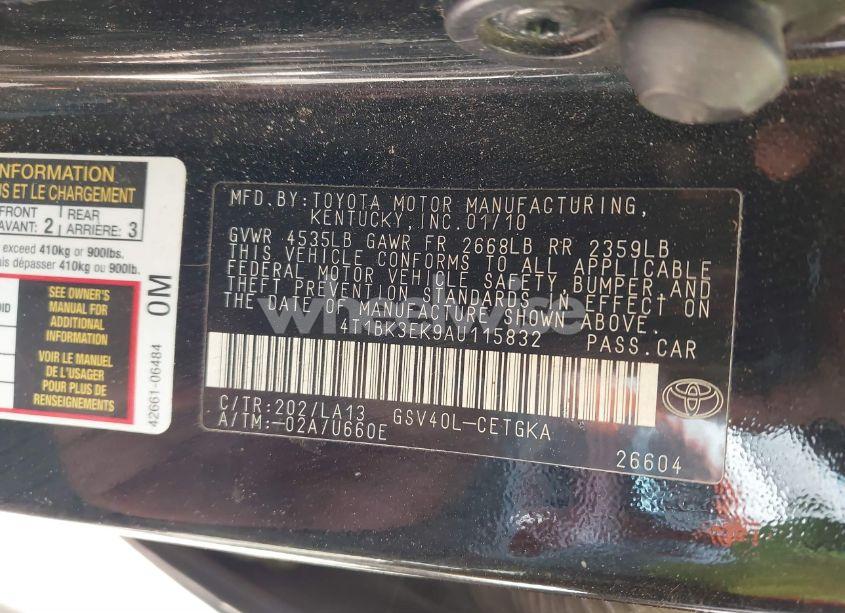 NFORMATION
S ET LE CHARGEMENT
FRONT
AVANT: 2
REAR
ARRIÈRE: 3
exceed 410kg or 900lbs.
dépasser 410kg ou 900lb.
SEE OWNER'S
MANUAL FOR
ADDITIONAL
INFORMATION
VOIR LE MANUEL
DE L'USAGER
POUR PLUS DE
RENSEIGNEMENTS
0M
42661-06484
MFD.BY:TOYOTA MOTOR MANUFACTURING,
KENTUCKY,INC.01/10
GVWR 4535LB GAWR FR 2668LB RR 2359LB
THIS VEHICLE CONFORMS TO ALL APPLICABLE
FEDERAL MOTOR VEHICLE SAFETY,BUMPER,AND
THEFT PREVENTION STANDARDS IN EFFECT ON
THE DATE OF MANUFACTURE SHOWN ABOVE.
4T1BK3EK9AU115832 PASS.CAR
C/TR:202/LA13 GSV40L-CETGKA
A/TM:-02A/U660E
26604